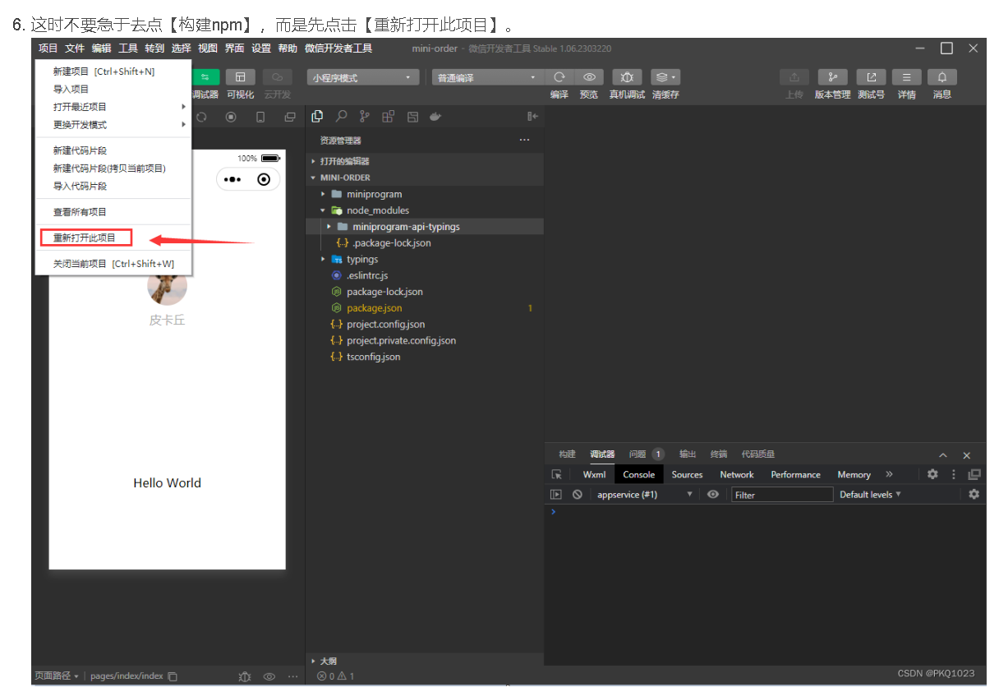 6. 这时不要急于去点【构建npm】，而是先点击【重新打开此项目】。
项目 文件 编辑 工具 转到 选择 视图 界面 设置 帮助 微信开发者工具 mini-order - 微信开发者工具 Stable 1.06.2303220
新建项目 [Ctrl+Shift+N]
导入项目
打开最近项目
更换开发模式
新建代码片段
新建代码片段(拷贝当前项目)
导入代码片段
查看所有项目
重新打开此项目
关闭当前项目 [Ctrl+Shift+W]
调试器 可视化 云开发
小程序模式 普通编译
编译 预览 真机调试 清缓存
上传 版本管理 测试号 详情 消息
100%
皮卡丘
Hello World
资源管理器
打开的编辑器
MINI-ORDER
miniprogram
node_modules
miniprogram-api-typings
{..} .package-lock.json
TS typings
.eslintrc.js
JS package-lock.json
JS package.json 1
{..} project.config.json
{..} project.private.config.json
{..} tsconfig.json
大纲
0 1
构建 调试器 问题 1 输出 终端 代码质量
Wxml Console Sources Network Performance Memory »
appservice (#1) Filter Default levels
页面路径 pages/index/index
CSDN @PKQ1023